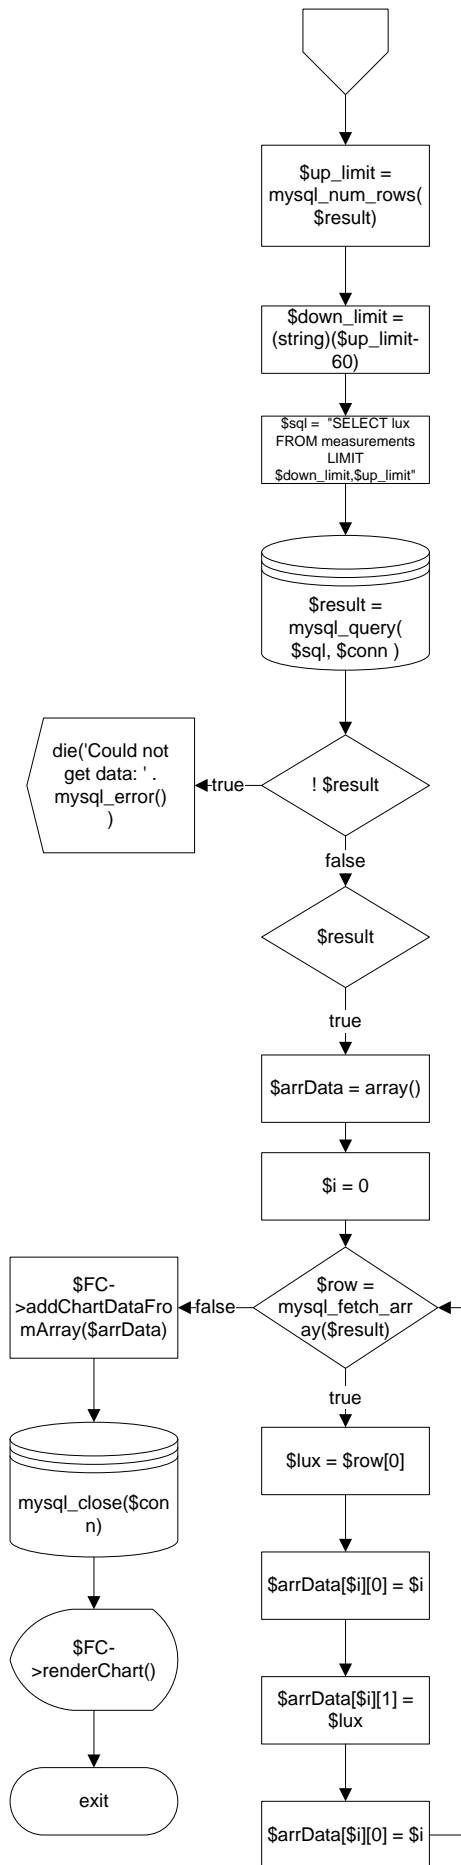 $up_limit =
mysql_num_rows(
$result)
$down_limit =
(string)($up_limit-
60)
$sql =  "SELECT lux
FROM measurements
LIMIT
$down_limit,$up_limit"
$result =
mysql_query(
$sql, $conn )
die('Could not
get data: ' .
mysql_error()
)
true
! $result
false
$result
true
$arrData = array()
$i = 0
$FC-
>addChartDataFro
mArray($arrData)
false
$row =
mysql_fetch_arr
ay($result)
true
$lux = $row[0]
mysql_close($con
n)
$arrData[$i][0] = $i
$FC-
>renderChart()
$arrData[$i][1] =
$lux
exit
$arrData[$i][0] = $i